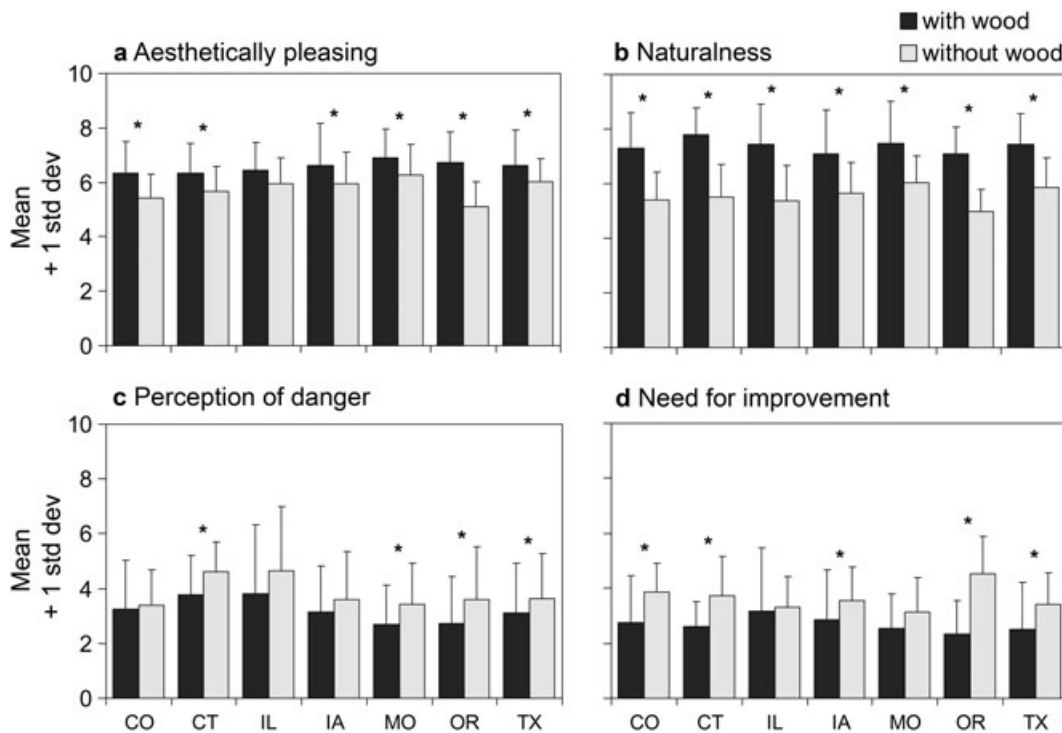 with wood
without wood
a Aesthetically pleasing
b Naturalness
10
8
6
4
2
0
Mean
+ 1 std dev
* * * * * *
* * * * * * *
c Perception of danger
d Need for improvement
10
8
6
4
2
0
Mean
+ 1 std dev
* * * *
* * * * *
CO CT IL IA MO OR TX
CO CT IL IA MO OR TX